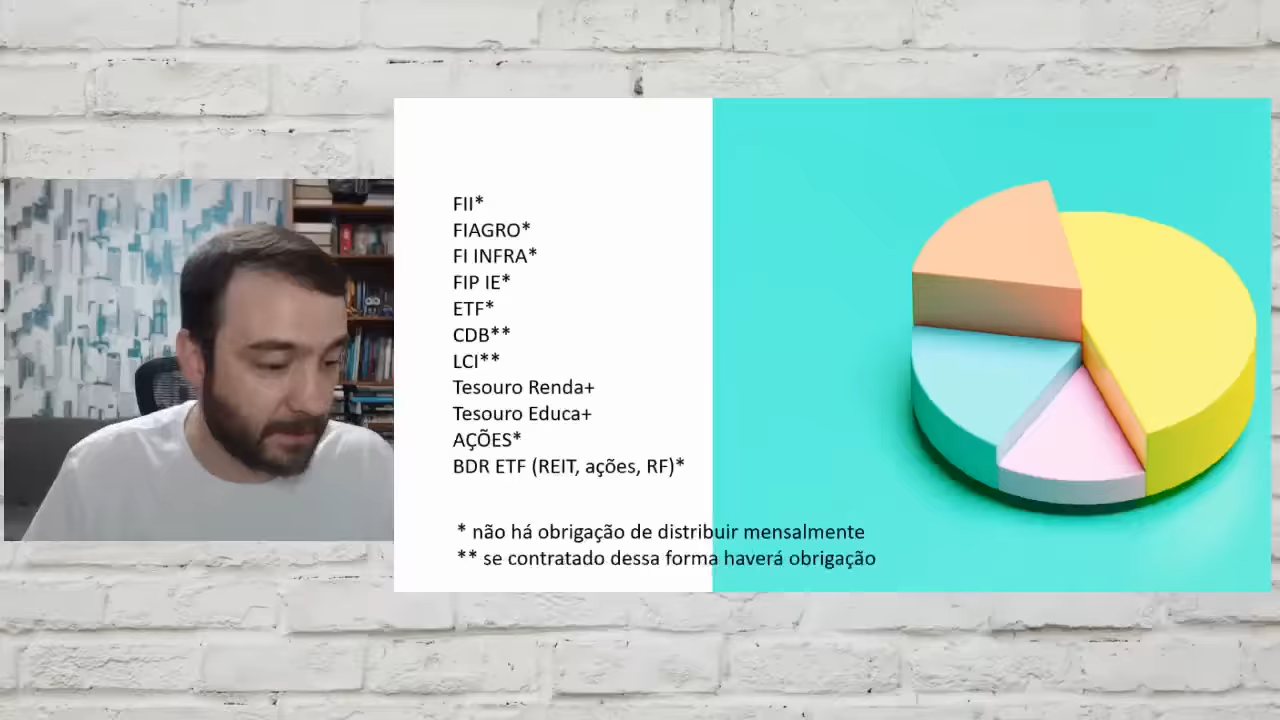 FII*
FIAGRO*
FI INFRA*
FIP IE*
ETF*
CDB**
LCI**
Tesouro Renda+
Tesouro Educa+
AÇÕES*
BDR ETF (REIT, ações, RF)*
* não há obrigação de distribuir mensalmente
** se contratado dessa forma haverá obrigação